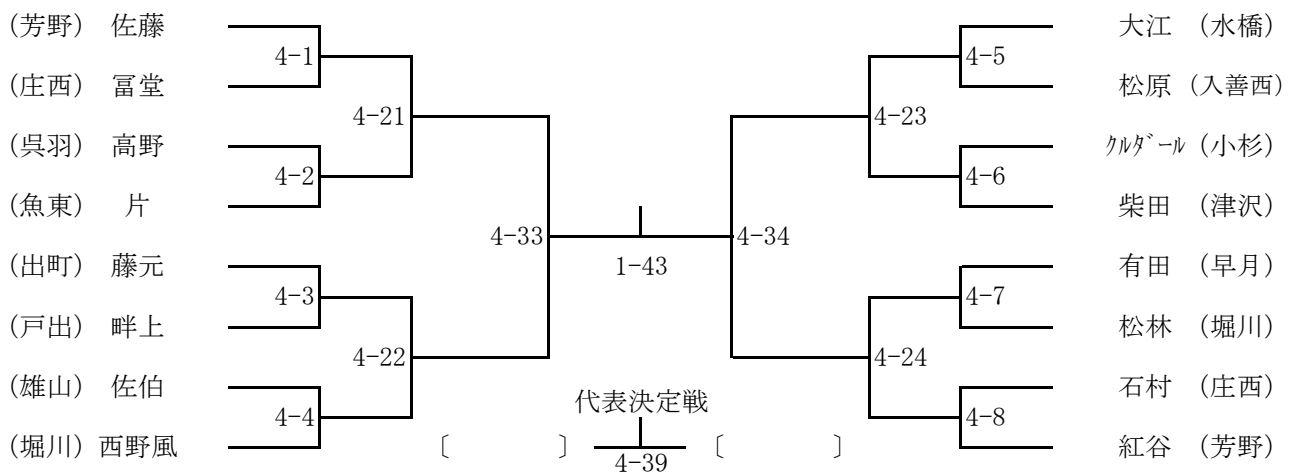 (芳野) 佐藤 大江 (水橋)
4-1 4-5
(庄西) 冨堂 松原 (入善西)
4-21 4-23
(呉羽) 高野 クルダール (小杉)
4-2 4-6
(魚東) 片 柴田 (津沢)
4-33 4-34
(出町) 藤元 1-43 有田 (早月)
4-3 4-7
(戸出) 畔上 松林 (堀川)
4-22 4-24
(雄山) 佐伯 石村 (庄西)
代表決定戦
4-4 4-8
(堀川) 西野風 〔 〕 〔 〕 紅谷 (芳野)
4-39